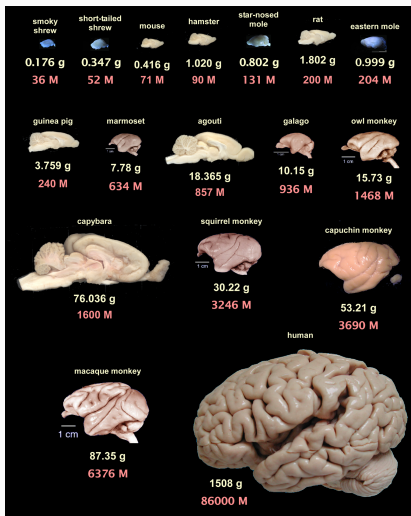 smoky shrew
short-tailed shrew
mouse
hamster
star-nosed mole
rat
eastern mole
0.176 g
0.347 g
0.416 g
1.020 g
0.802 g
1.802 g
0.999 g
36 M
52 M
71 M
90 M
131 M
200 M
204 M
guinea pig
marmoset
agouti
galago
owl monkey
1 cm
3.759 g
7.78 g
18.365 g
10.15 g
15.73 g
240 M
634 M
857 M
936 M
1468 M
capybara
squirrel monkey
capuchin monkey
1 cm
76.036 g
30.22 g
53.21 g
1600 M
3246 M
3690 M
human
macaque monkey
1 cm
87.35 g
6376 M
1508 g
86000 M